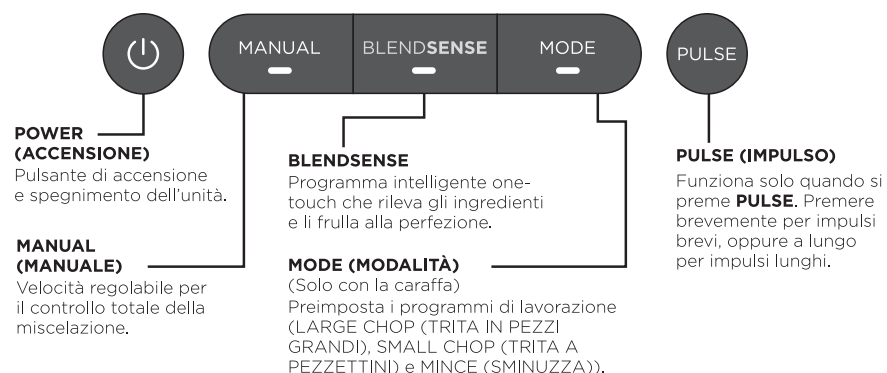 MANUAL
BLENDSENSE
MODE
PULSE
POWER
(ACCENSIONE)
Pulsante di accensione
e spegnimento dell'unità.
MANUAL
(MANUALE)
Velocità regolabile per
il controllo totale della
miscelazione.
BLENDSENSE
Programma intelligente one-
touch che rileva gli ingredienti
e li frulla alla perfezione.
MODE (MODALITÀ)
(Solo con la caraffa)
Preimposta i programmi di lavorazione
(LARGE CHOP (TRITA IN PEZZI
GRANDI), SMALL CHOP (TRITA A
PEZZETTINI) e MINCE (SMINUZZA)).
PULSE (IMPULSO)
Funziona solo quando si
preme PULSE. Premere
brevemente per impulsi
brevi, oppure a lungo
per impulsi lunghi.